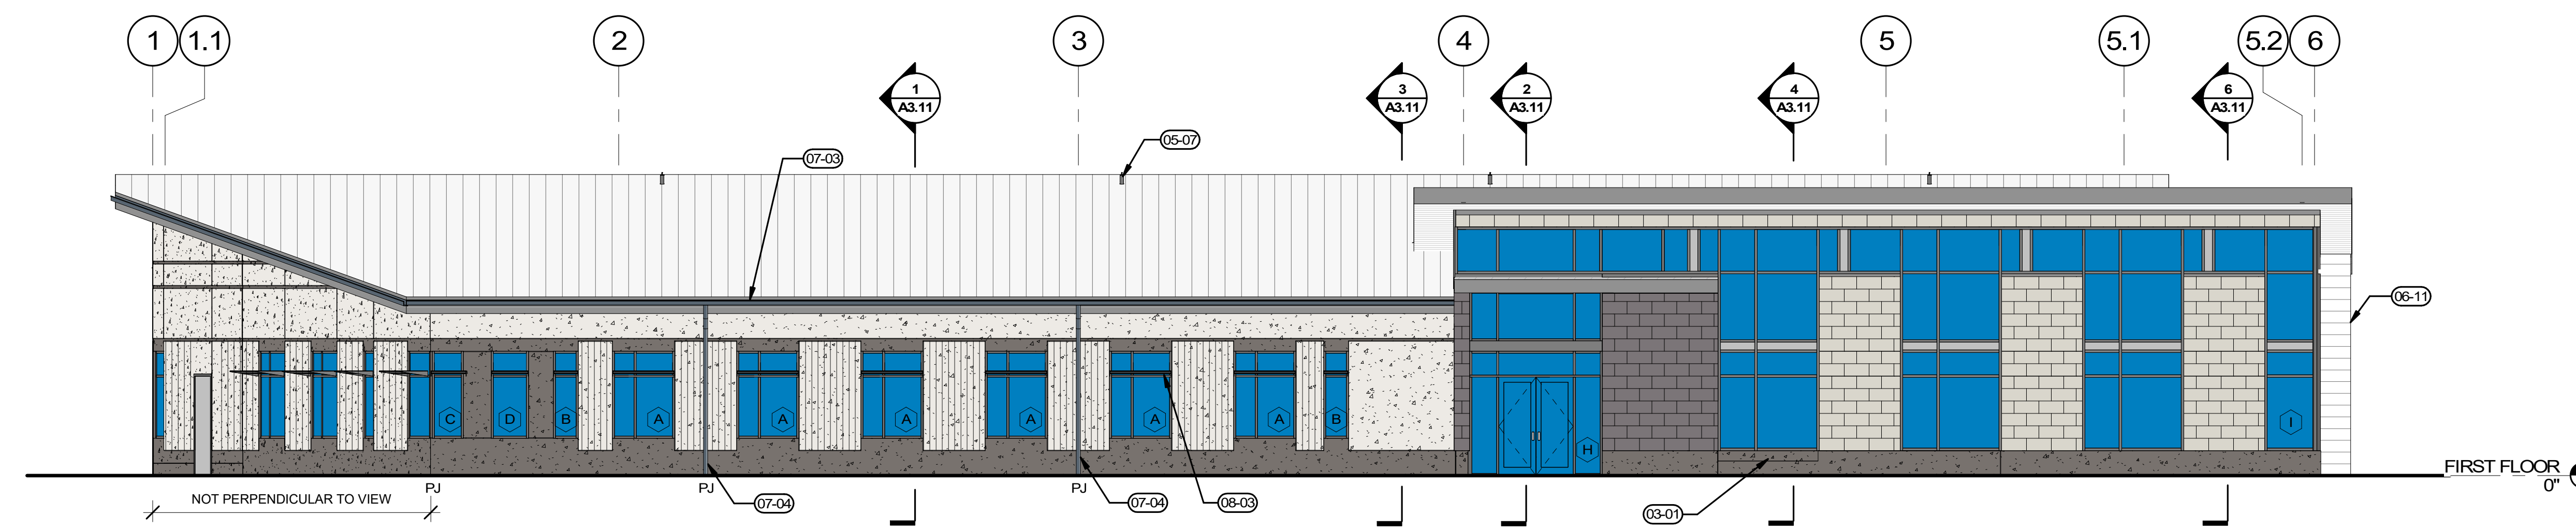 1
1.1
2
3
4
5
5.1
5.2
6
1
A3.11
3
A3.11
2
A3.11
4
A3.11
6
A3.11
05-07
07-03
06-11
C
D
B
A
A
A
A
A
A
B
H
I
FIRST FLOOR
0"
NOT PERPENDICULAR TO VIEW
PJ
PJ
PJ
07-04
07-04
08-03
03-01